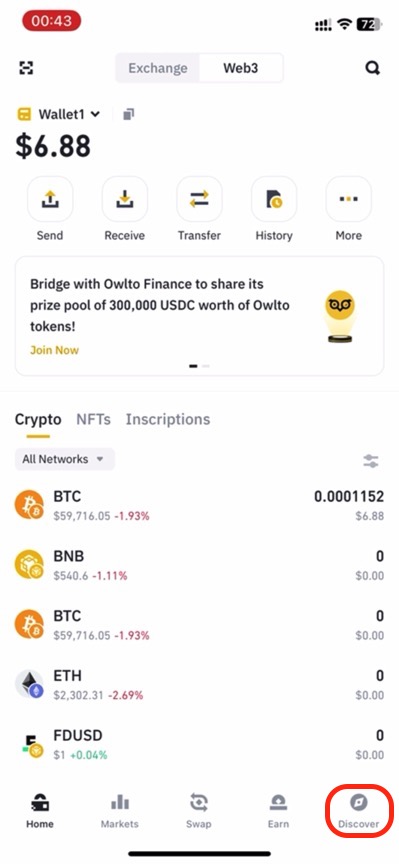 00:43
72
Exchange
Web3
Wallet1
$6.88
Send
Receive
Transfer
History
More
Bridge with Owlto Finance to share its
prize pool of 300,000 USDC worth of Owlto
tokens!
Join Now
Crypto
NFTs
Inscriptions
All Networks
BTC
0.0001152
$59,716.05 -1.93%
$6.88
BNB
0
$540.6 -1.11%
$0.00
BTC
0
$59,716.05 -1.93%
$0.00
ETH
0
$2,302.31 -2.69%
$0.00
FDUSD
0
$1 +0.04%
$0.00
Home
Markets
Swap
Earn
Discover